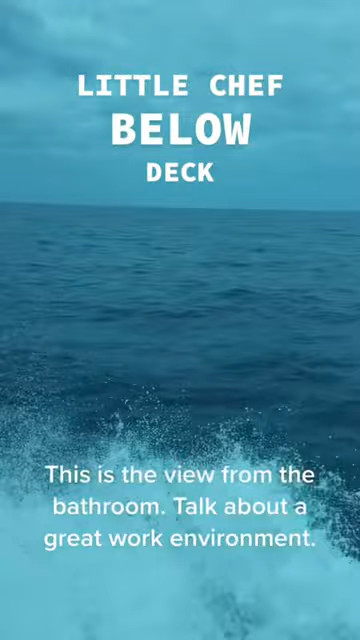 LITTLE CHEF
BELOW
DECK
This is the view from the
bathroom. Talk about a
great work environment.